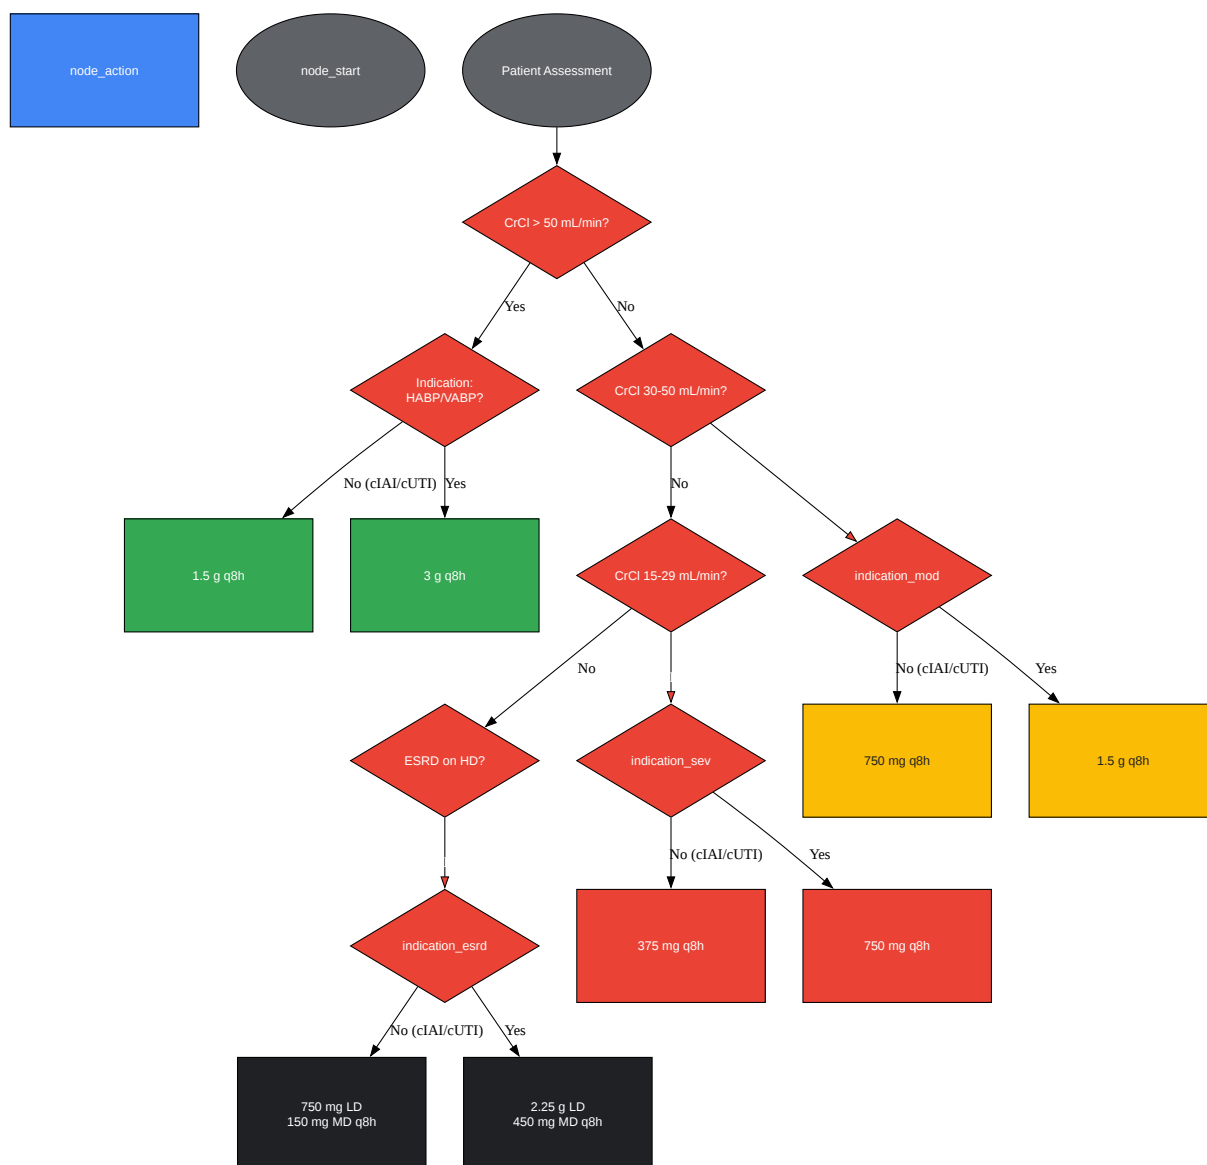 node_action
node_start
Patient Assessment
CrCl > 50 mL/min?
Yes
No
Indication:
HABP/VABP?
CrCl 30-50 mL/min?
No (cIAI/cUTI)
Yes
No
1.5 g q8h
3 g q8h
CrCl 15-29 mL/min?
indication_mod
No
No (cIAI/cUTI)
Yes
ESRD on HD?
indication_sev
750 mg q8h
1.5 g q8h
No (cIAI/cUTI)
Yes
indication_esrd
375 mg q8h
750 mg q8h
No (cIAI/cUTI)
Yes
750 mg LD
150 mg MD q8h
2.25 g LD
450 mg MD q8h